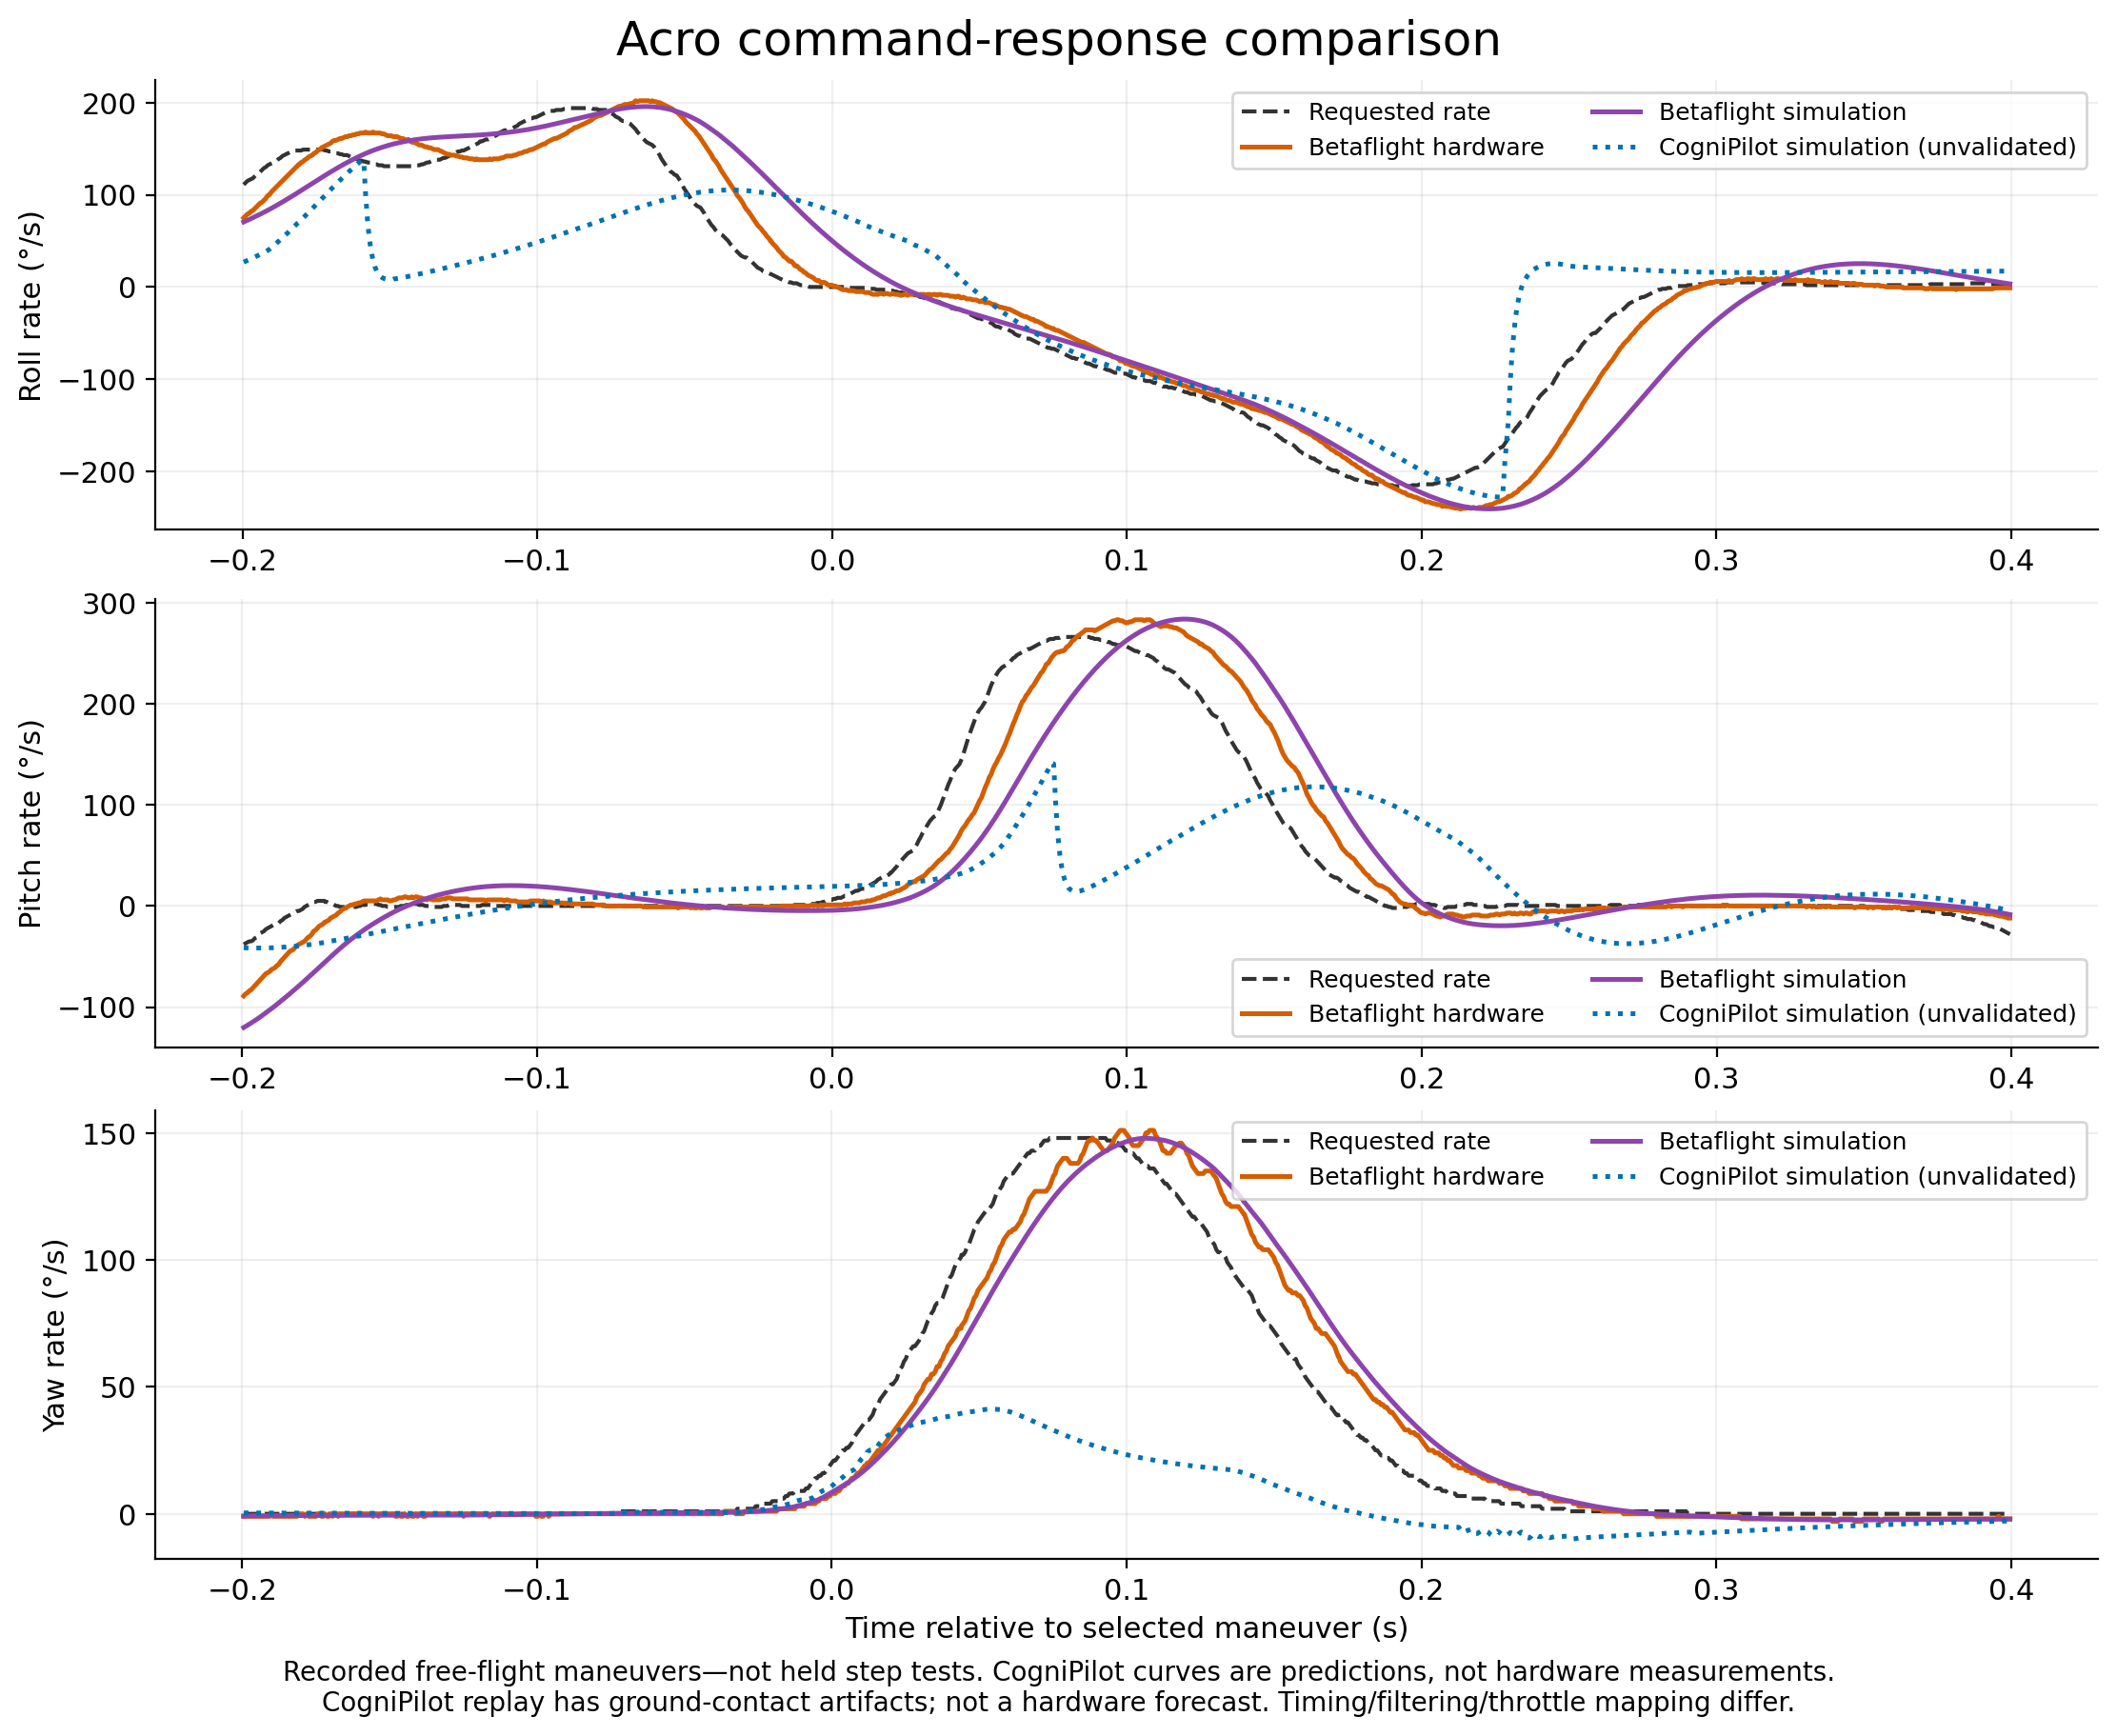 Acro command-response comparison
Roll rate (°/s)
200
100
0
−100
−200
Requested rate
Betaflight hardware
Betaflight simulation
CogniPilot simulation (unvalidated)
−0.2
−0.1
0.0
0.1
0.2
0.3
0.4
Pitch rate (°/s)
300
200
100
0
−100
Requested rate
Betaflight hardware
Betaflight simulation
CogniPilot simulation (unvalidated)
−0.2
−0.1
0.0
0.1
0.2
0.3
0.4
Yaw rate (°/s)
150
100
50
0
Requested rate
Betaflight hardware
Betaflight simulation
CogniPilot simulation (unvalidated)
−0.2
−0.1
0.0
0.1
0.2
0.3
0.4
Time relative to selected maneuver (s)
Recorded free-flight maneuvers—not held step tests. CogniPilot curves are predictions, not hardware measurements.
CogniPilot replay has ground-contact artifacts; not a hardware forecast. Timing/filtering/throttle mapping differ.